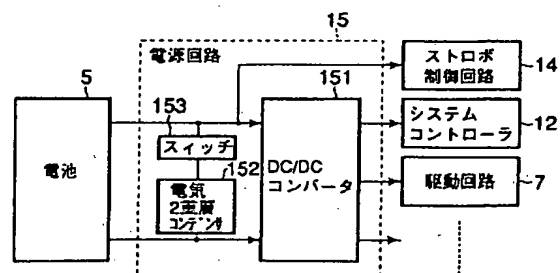 15
電源回路
ストロボ
制御回路
14
5
153
151
システム
コントローラ
12
スイッチ
電池
152
電気
2重層
コンデンサ
DC/DC
コンバータ
駆動回路
7